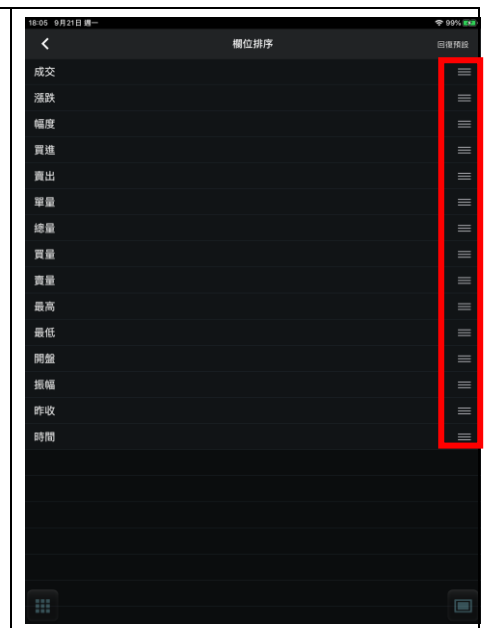 18:05 9月21日 週一
99%
欄位排序
回復預設
成交
漲跌
幅度
買進
賣出
單量
總量
買量
賣量
最高
最低
開盤
振幅
昨收
時間